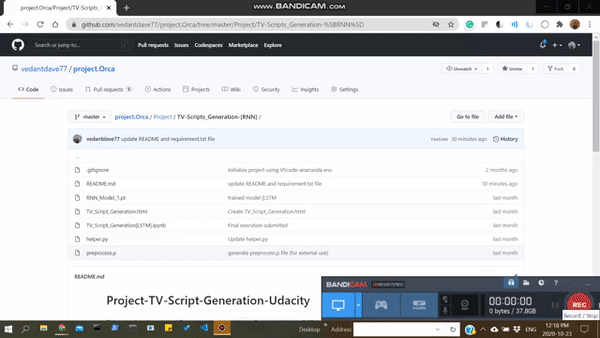 WWW.BANDICAM.COM
project.Orca/Project/TV-Scripts_
github.com/vedantdave77/project.Orca/tree/master/Project/TV-Scripts_Generation-%5BRNN%5D
Search or jump to...
Pull requests Issues Codespaces Marketplace Explore
vedantdave77 / project.Orca
Unwatch 1 Unstar 1 Fork 0
Code Issues Pull requests 5 Actions Projects Wiki Security Insights Settings
master project.Orca / Project / TV-Scripts_Generation-[RNN] / Go to file Add file
vedantdave77 update README and requirement.txt file 30 minutes ago History
..
.gitignore Initialize project using VScode-anaconda env. 2 months ago
README.md update README and requirement.txt file 30 minutes ago
RNN_Model_1.pt trained model [LSTM last month
TV_Script_Generation.html Create TV_Script_Generation.html last month
TV_Script_Generation[LSTM].ipynb Final execution submitted last month
helper.py Update helper.py last month
preprocess.p generate preprocess.p file (for external use) last month
README.md
Project-TV-Script-Generation-Udacity
BANDICAM UNREGISTERED
00:00:00
0 bytes / 37.8GB
REC
Record / Stop
Desktop Address
12:18 PM
2020-10-23